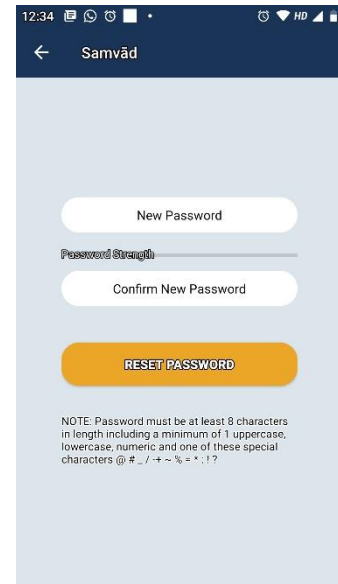 12:34 HD
Samvād
New Password
Password Strength
Confirm New Password
RESET PASSWORD
NOTE: Password must be at least 8 characters
in length including a minimum of 1 uppercase,
lowercase, numeric and one of these special
characters @ # _ / -+ ~ % = * : ! ?